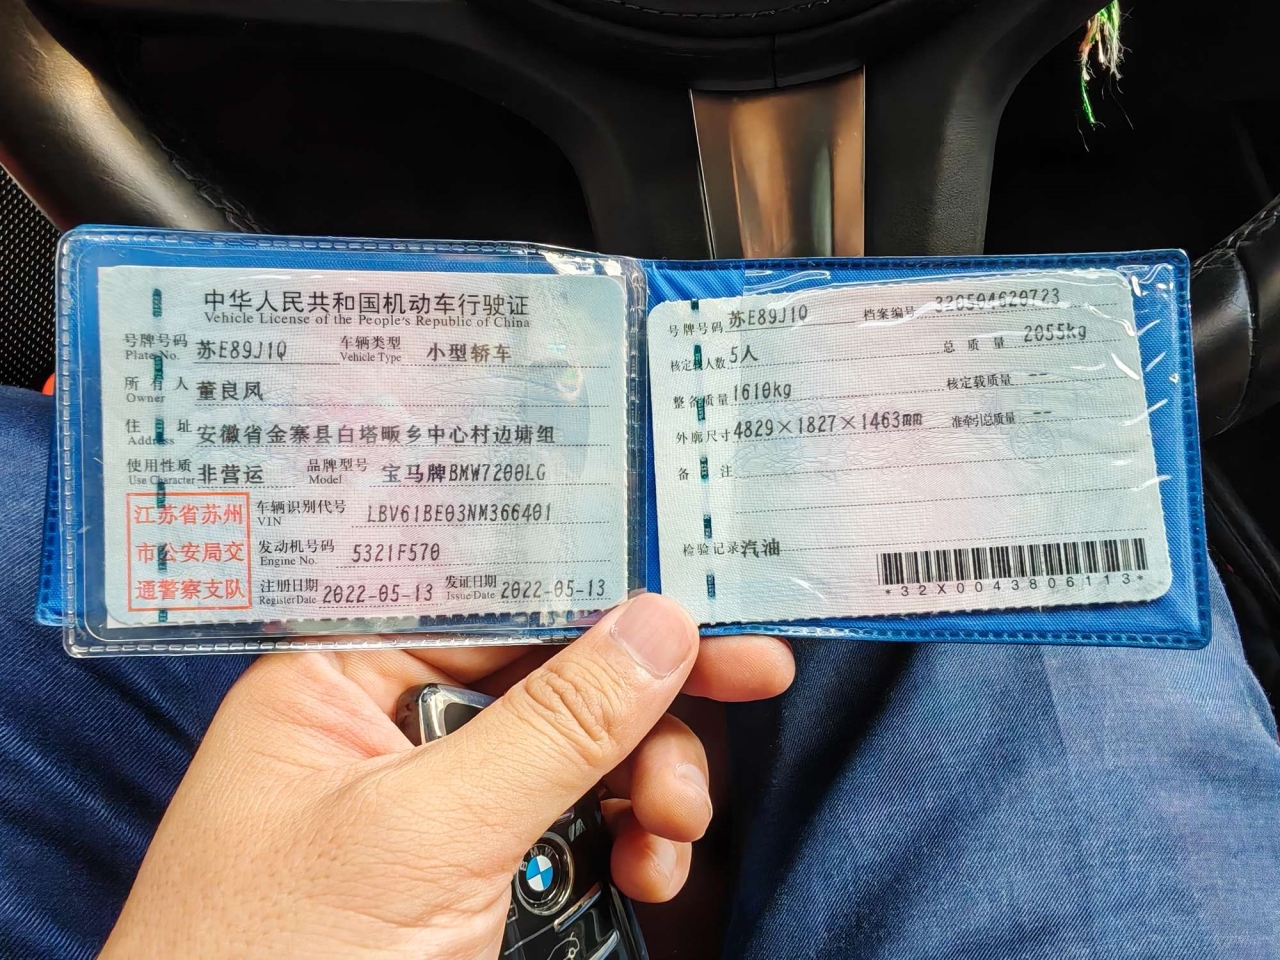 中华人民共和国机动车行驶证
Vehicle License of the People's Republic of China
号牌号码 苏E89J1Q 车辆类型 小型轿车
Plate No. Vehicle Type
所有人 董良凤
Owner
住址 安徽省金寨县白塔畈乡中心村边塘组
Address
使用性质 非营运 品牌型号 宝马牌BMW7200LG
Use Character Model
江苏省苏州
市公安局交
通警察支队
车辆识别代号 LBV61BE03NM366401
VIN
发动机号码 5321F570
Engine No.
注册日期 2022-05-13 发证日期 2022-05-13
Register Date Issue Date
号牌号码 苏E89J1Q 档案编号 320504620723
核定载人数 5人 总质量 2055kg
整备质量 1610kg 核定载质量 --
外廓尺寸 4829×1827×1463mm 准牵引总质量 --
备注
检验记录 汽油
*32X0043806113*
BMW